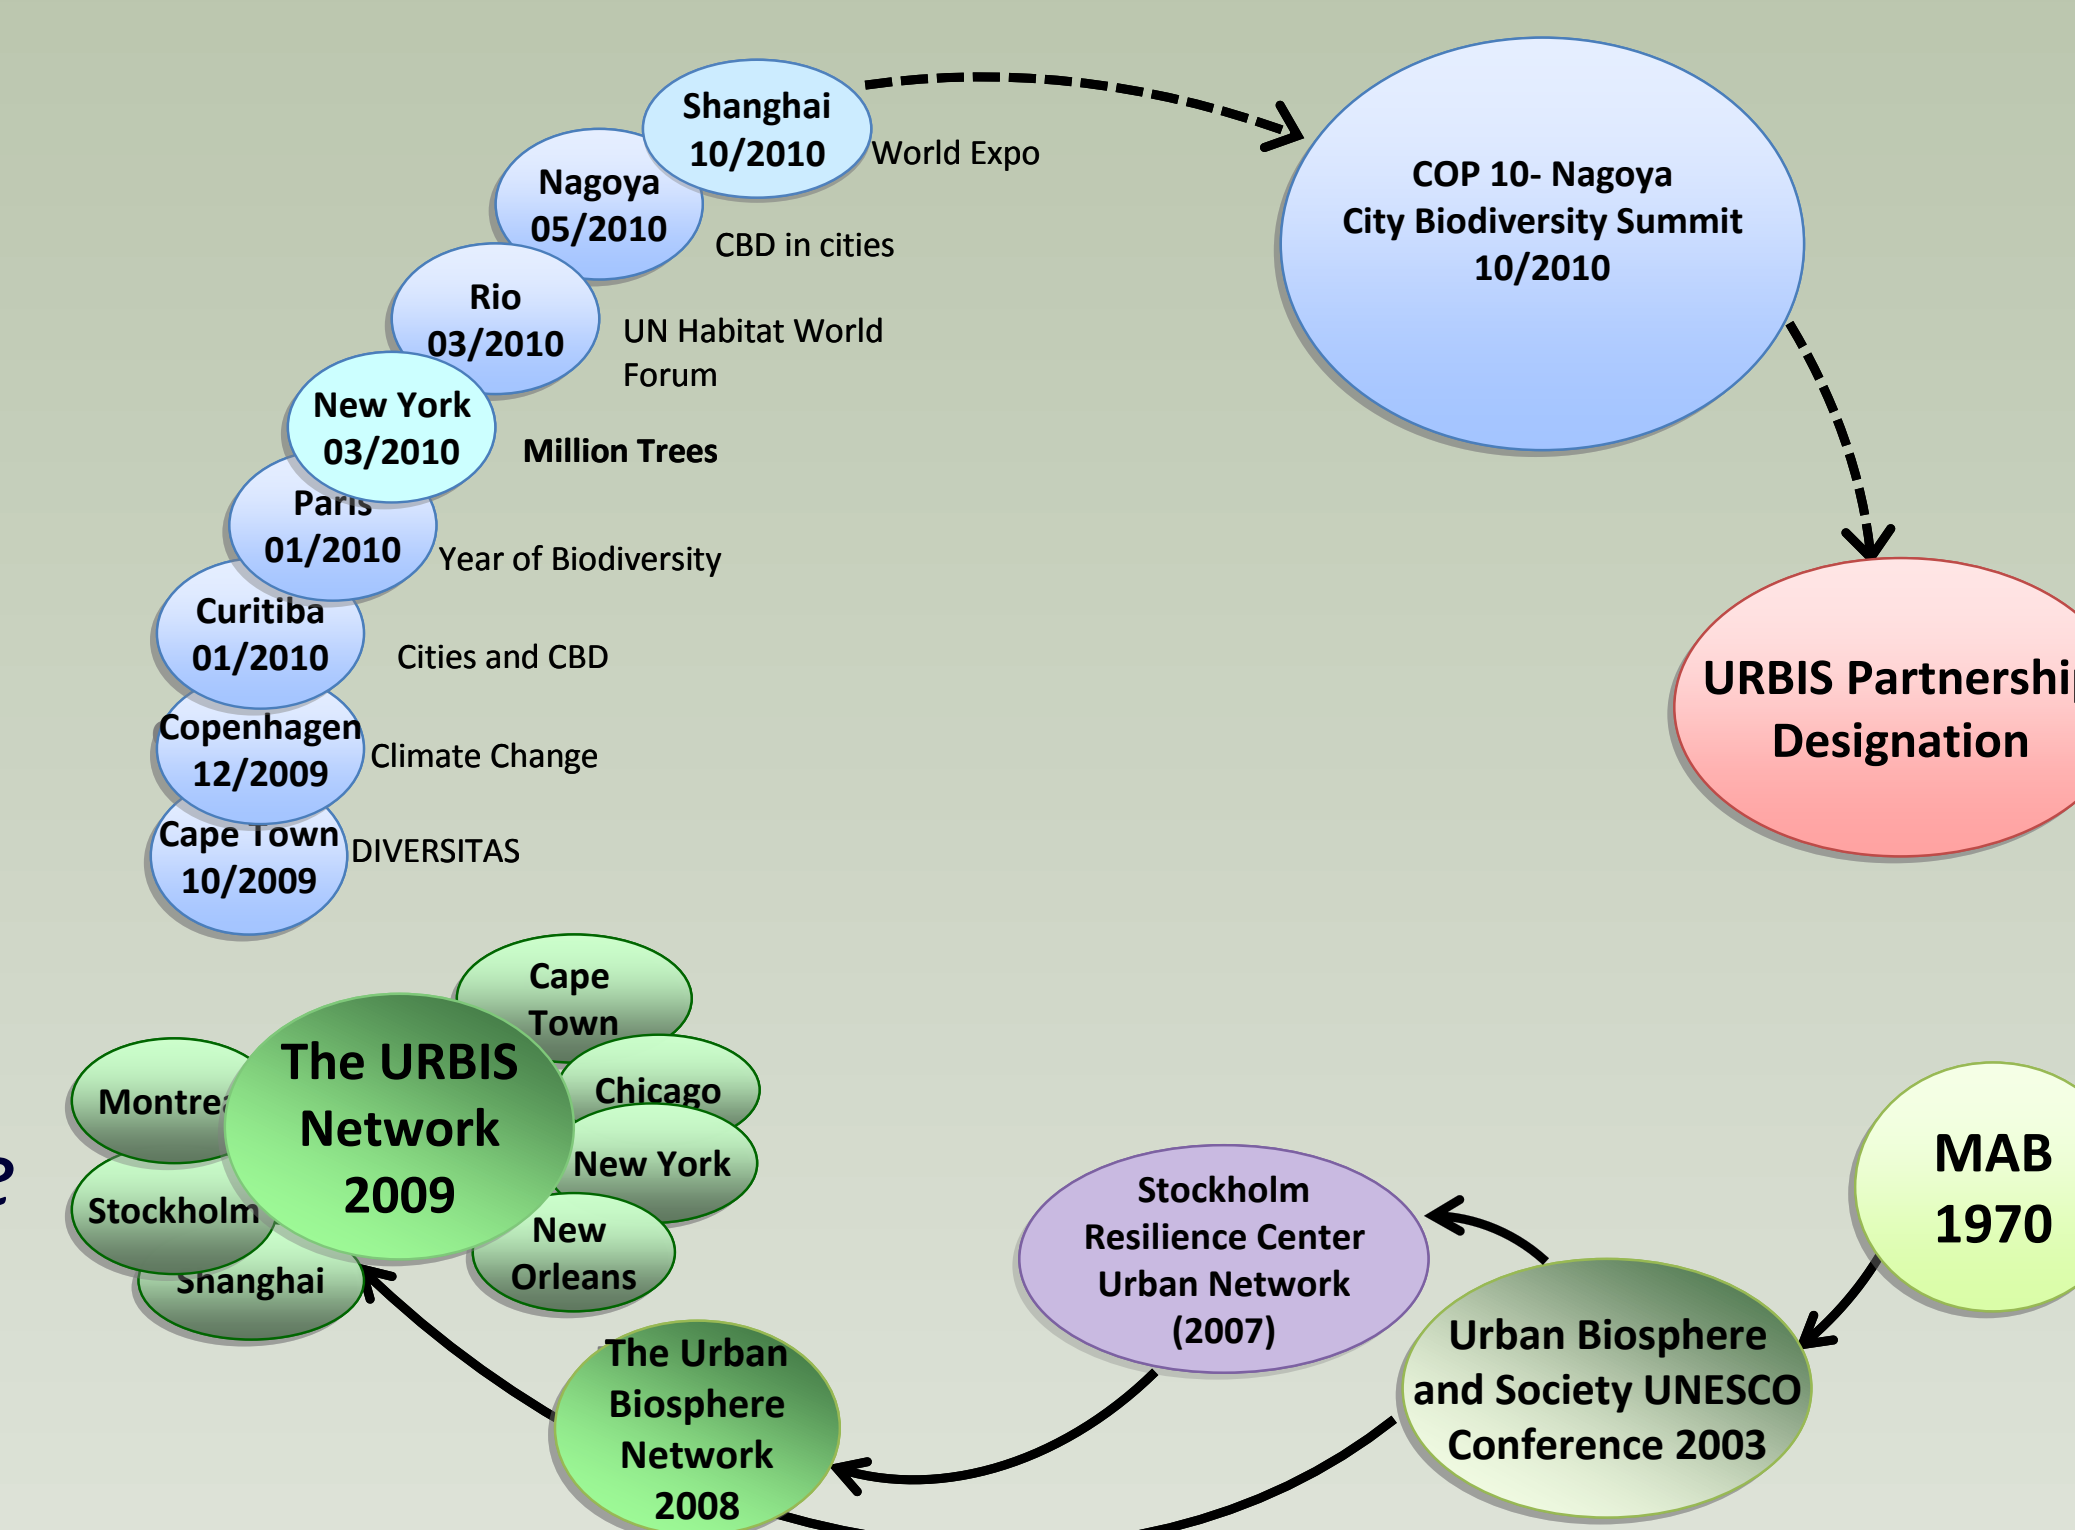 Shanghai
10/2010
World Expo
Nagoya
05/2010
CBD in cities
Rio
03/2010
UN Habitat World
Forum
New York
03/2010
Million Trees
Paris
01/2010
Year of Biodiversity
Curitiba
01/2010
Cities and CBD
Copenhagen
12/2009
Climate Change
Cape Town
10/2009
DIVERSITAS
COP 10- Nagoya
City Biodiversity Summit
10/2010
URBIS Partnership
Designation
Cape
Town
The URBIS
Network
2009
Montrea
Chicago
New York
Stockholm
New
Orleans
Shanghai
The Urban
Biosphere
Network
2008
Stockholm
Resilience Center
Urban Network
(2007)
Urban Biosphere
and Society UNESCO
Conference 2003
MAB
1970